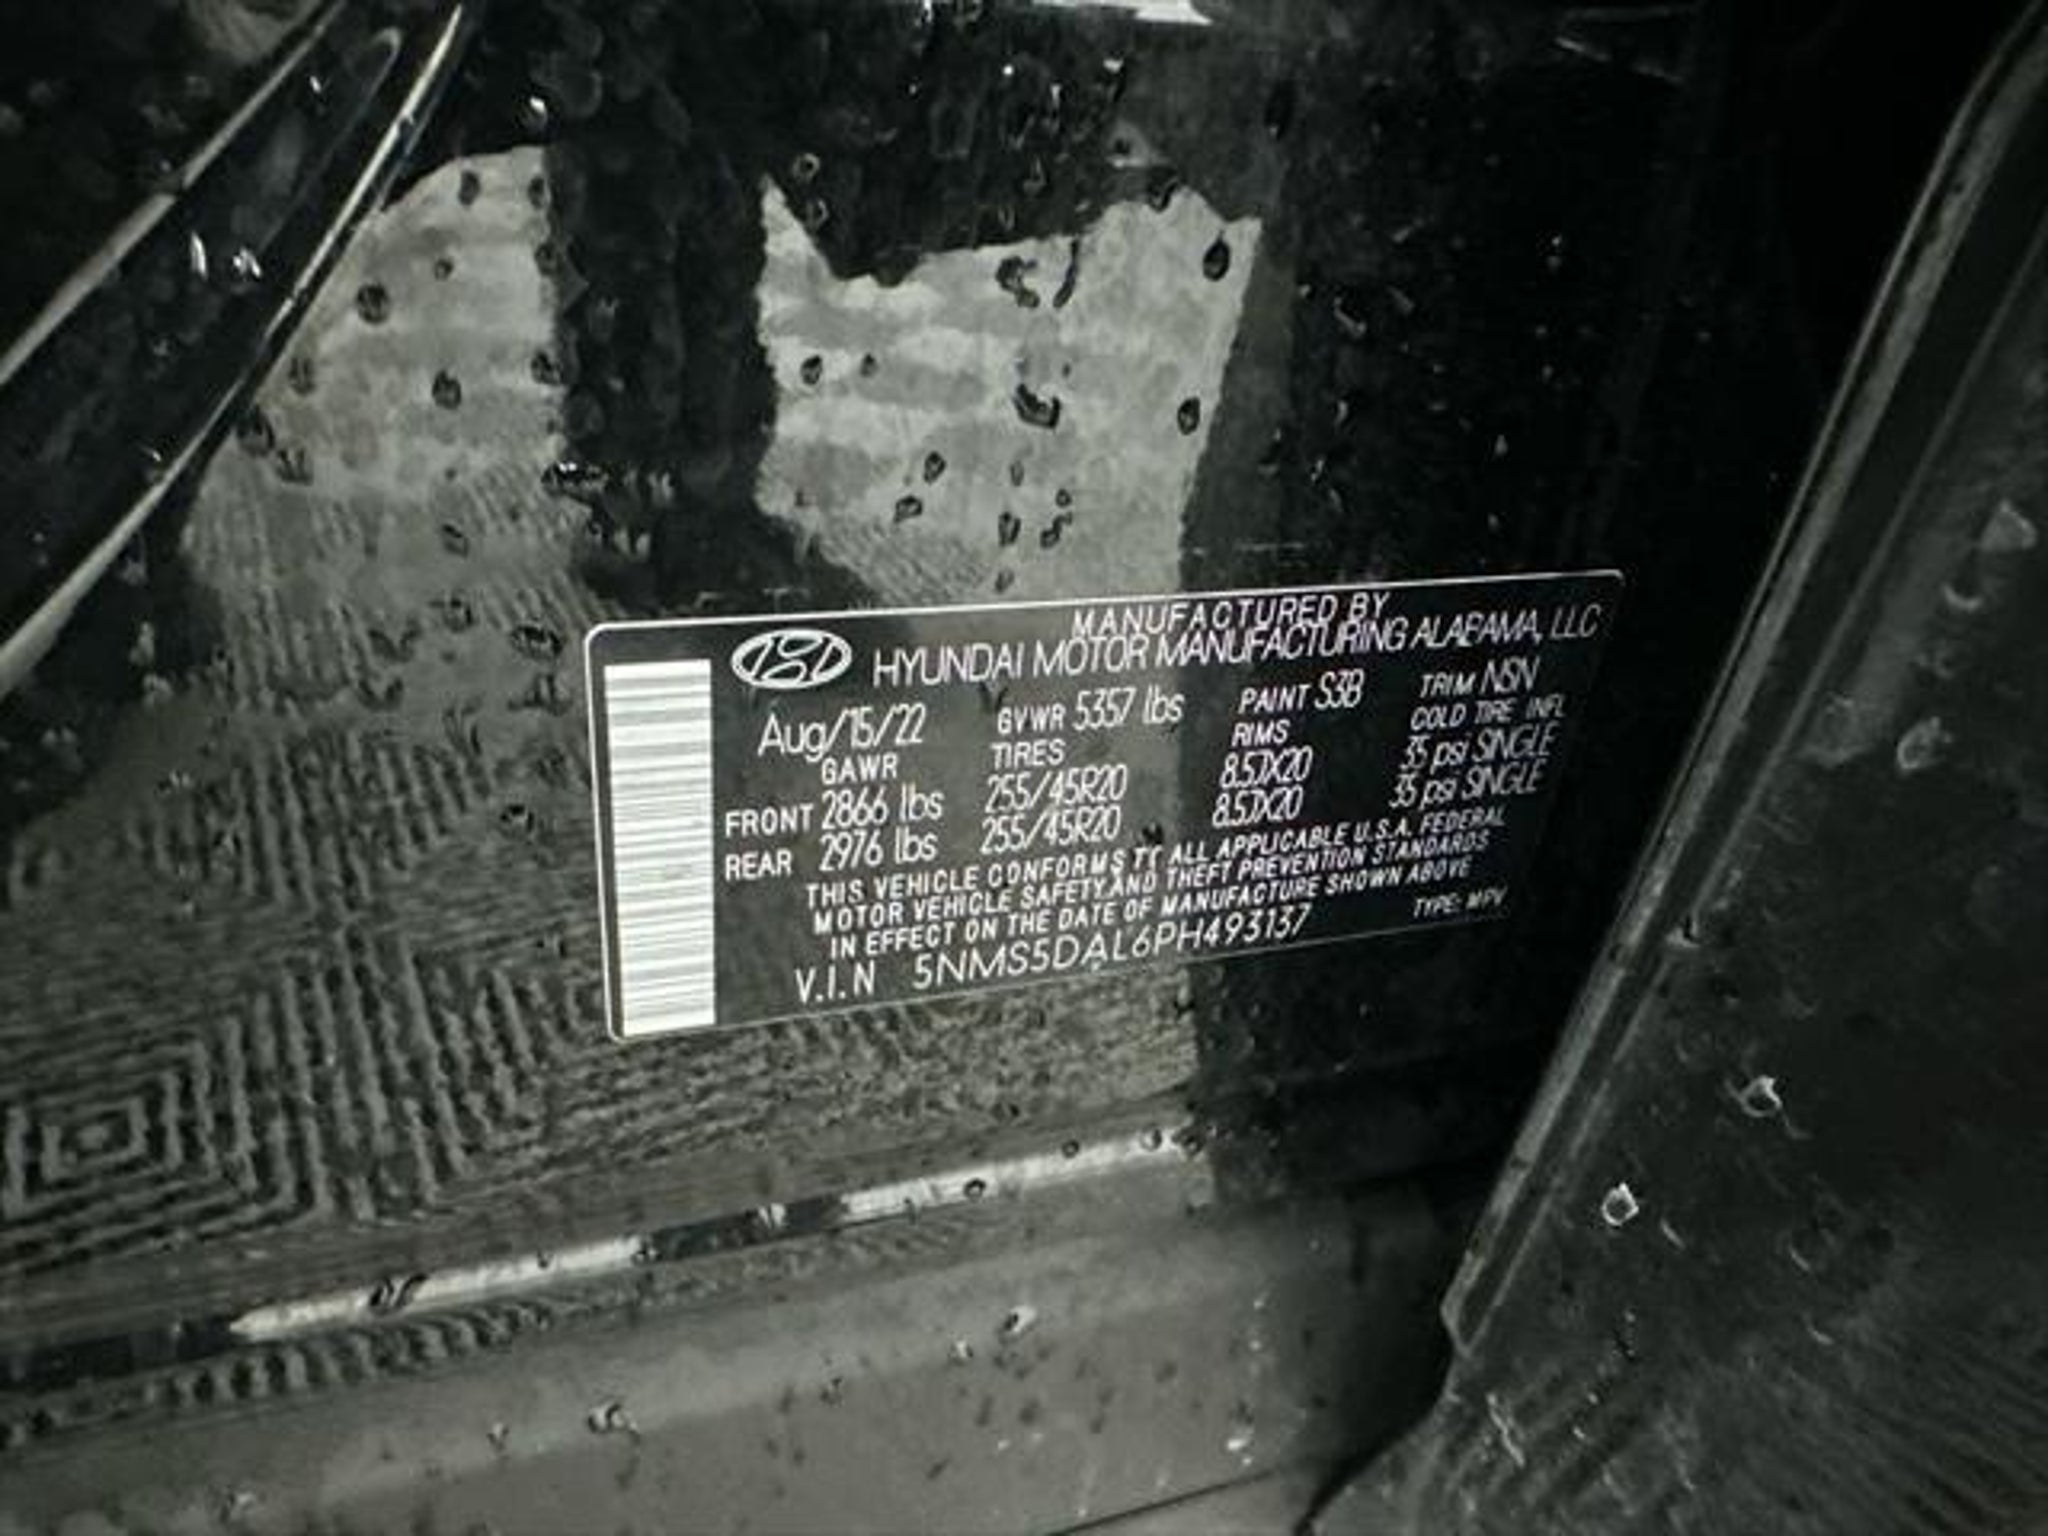 MANUFACTURED BY
HYUNDAI MOTOR MANUFACTURING ALABAMA, LLC
Aug/15/22 GVWR 5357 lbs PAINT S3B TRIM NSN
GAWR TIRES RIMS COLD TIRE INFL
FRONT 2866 lbs 255/45R20 8.5JX20 35 psi SINGLE
REAR 2976 lbs 255/45R20 8.5JX20 35 psi SINGLE
THIS VEHICLE CONFORMS TO ALL APPLICABLE U.S.A. FEDERAL
MOTOR VEHICLE SAFETY AND THEFT PREVENTION STANDARDS
IN EFFECT ON THE DATE OF MANUFACTURE SHOWN ABOVE
V.I.N 5NMS5DAL6PH493137 TYPE: MPV